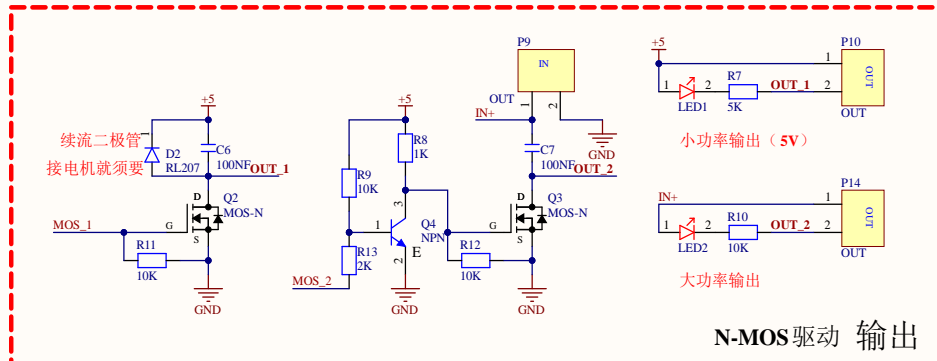 续流二极管
接电机就须要
1
D2
RL207
+5
C6
100NF
OUT_1
D
Q2
MOS-N
G
S
MOS_1
R11
10K
GND
+5
R8
1K
R9
10K
3
1
Q4
NPN
E
2
R13
2K
MOS_2
GND
P9
IN
OUT
1
2
IN+
GND
C7
100NF
OUT_2
D
Q3
MOS-N
G
S
R12
10K
GND
+5
P10
1
OUT
1
2
R7
OUT_1
2
LED1
5K
OUT
小功率输出（5V）
IN+
P14
1
OUT
1
2
R10
OUT_2
2
LED2
10K
OUT
大功率输出
N-MOS 驱动 输出